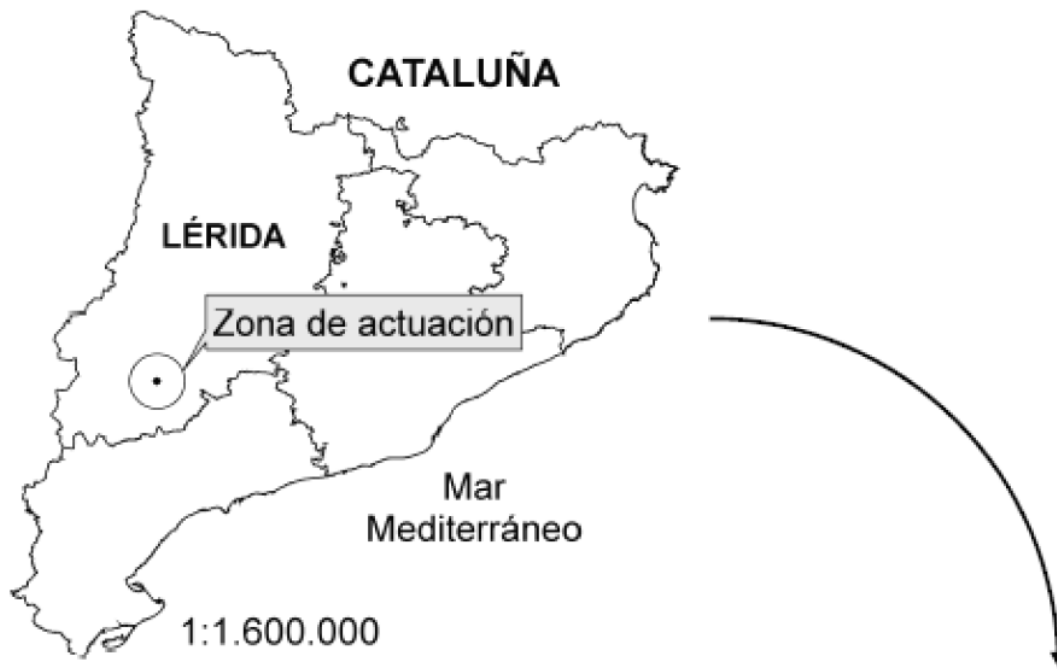 CATALUÑA
LÉRIDA
Zona de actuación
Mar
Mediterráneo
1:1.600.000